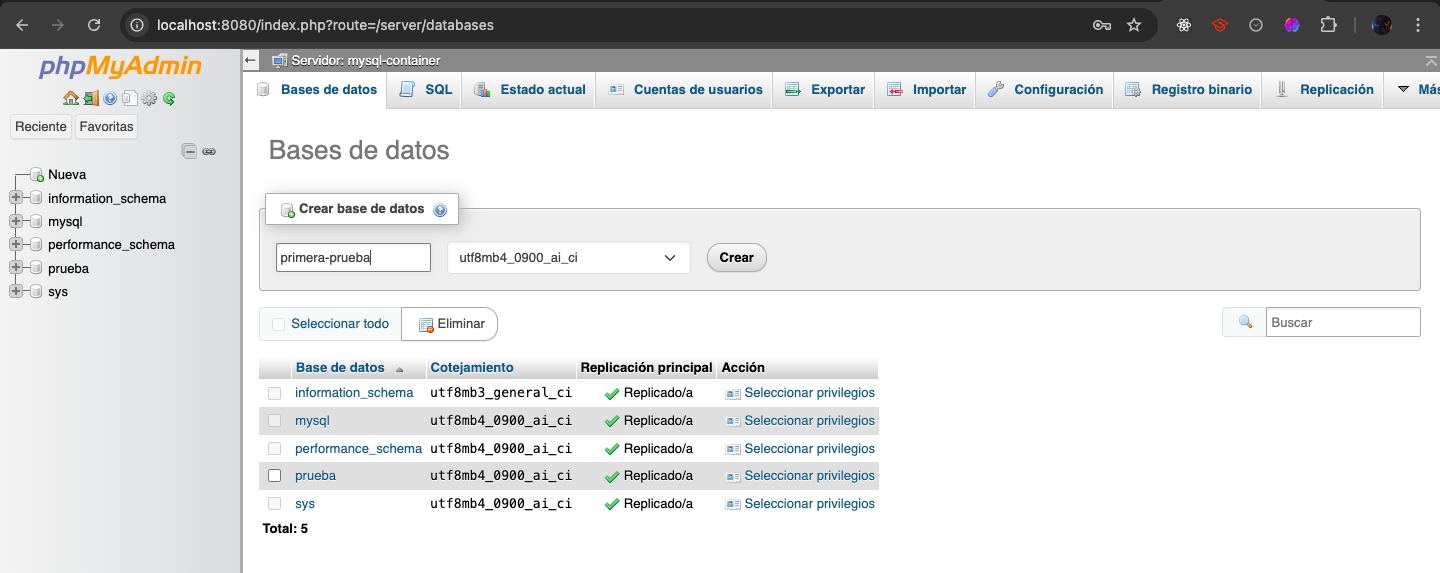 localhost:8080/index.php?route=/server/databases
phpMyAdmin
Reciente Favoritas
Nueva
information_schema
mysql
performance_schema
prueba
sys
Servidor: mysql-container
Bases de datos SQL Estado actual Cuentas de usuarios Exportar Importar Configuración Registro binario Replicación Más
Bases de datos
Crear base de datos
primera-prueba utf8mb4_0900_ai_ci Crear
Seleccionar todo Eliminar Buscar
Base de datos Cotejamiento Replicación principal Acción
information_schema utf8mb3_general_ci Replicado/a Seleccionar privilegios
mysql utf8mb4_0900_ai_ci Replicado/a Seleccionar privilegios
performance_schema utf8mb4_0900_ai_ci Replicado/a Seleccionar privilegios
prueba utf8mb4_0900_ai_ci Replicado/a Seleccionar privilegios
sys utf8mb4_0900_ai_ci Replicado/a Seleccionar privilegios
Total: 5